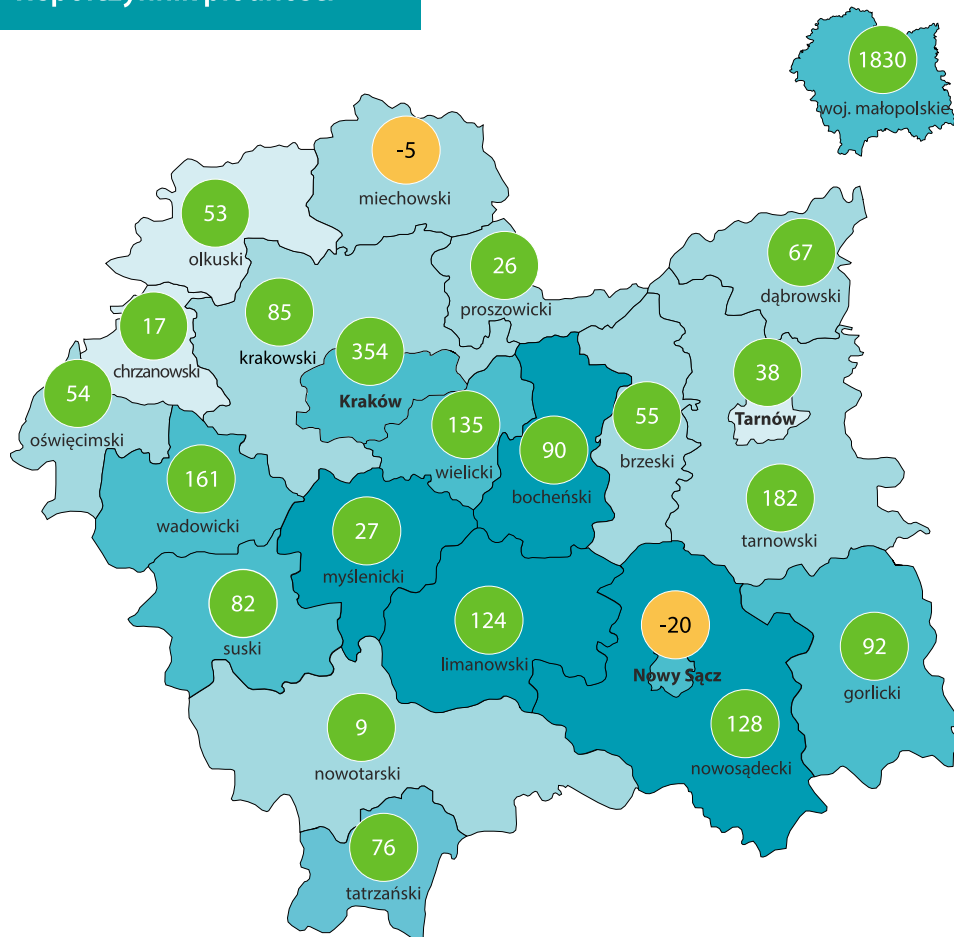 1830
woj. małopolskie
-5
miechowski
53
olkuski
67
dąbrowski
26
proszowicki
85
krakowski
17
chrzanowski
354
Kraków
38
Tarnów
54
oświęcimski
135
wielicki
55
brzeski
90
bocheński
161
wadowicki
182
tarnowski
27
myślenicki
82
suski
124
limanowski
-20
Nowy Sącz
92
gorlicki
128
nowosądecki
9
nowotarski
76
tatrzański